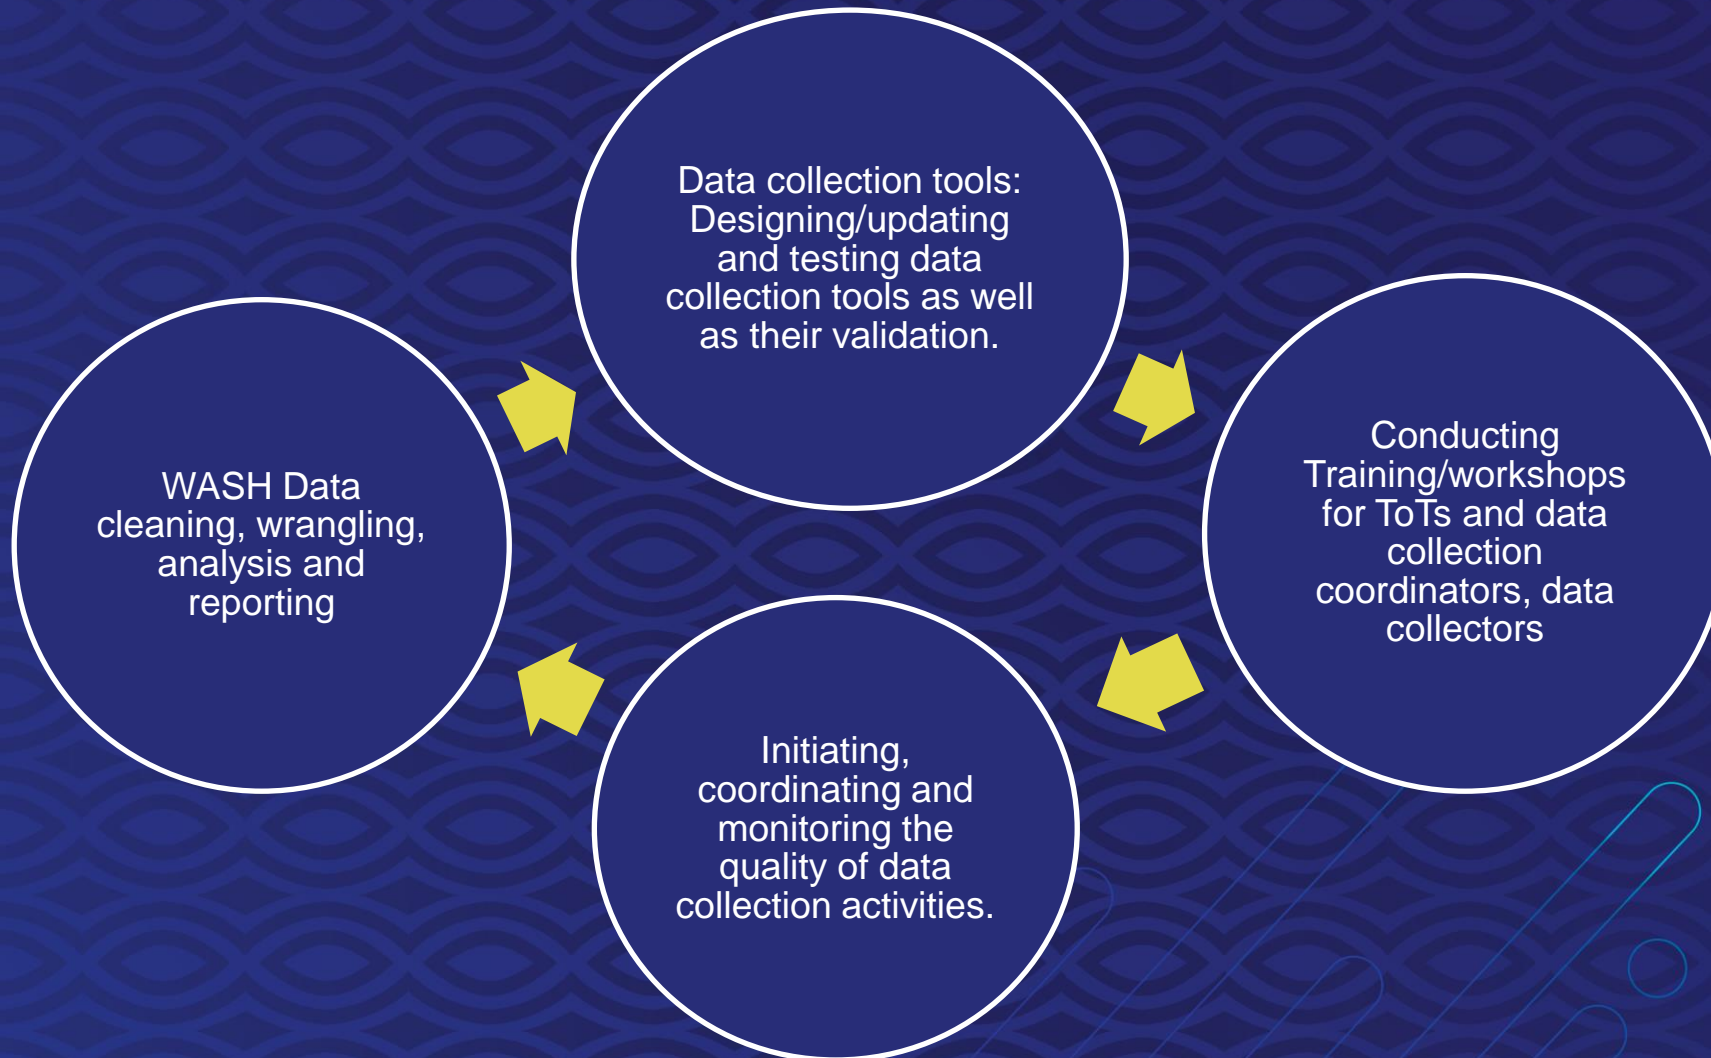 Data collection tools:
Designing/updating
and testing data
collection tools as well
as their validation.
Conducting
Training/workshops
for ToTs and data
collection
coordinators, data
collectors
Initiating,
coordinating and
monitoring the
quality of data
collection activities.
WASH Data
cleaning, wrangling,
analysis and
reporting